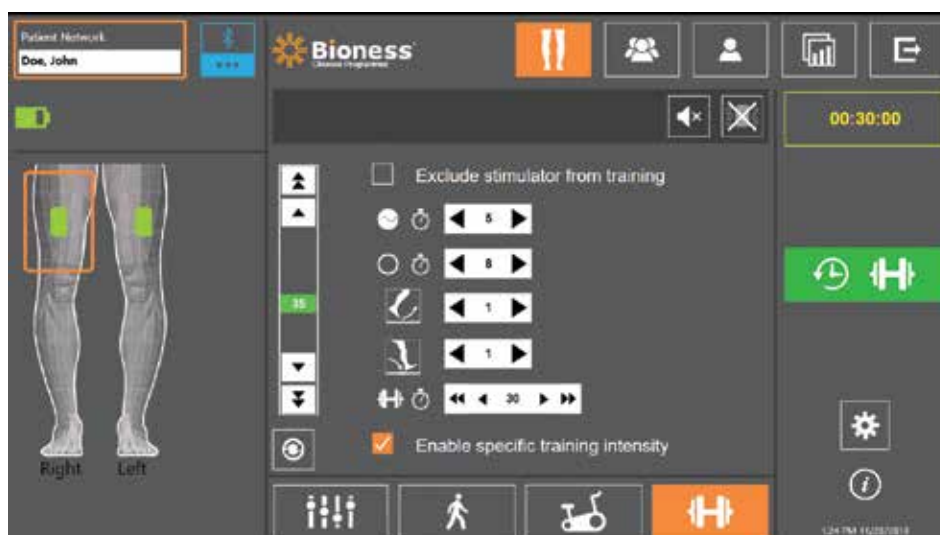 Patient Network
Doe, John
Bioness
00:30:00
Exclude stimulator from training
5
8
35
1
1
30
Enable specific training intensity
Right
Left
i